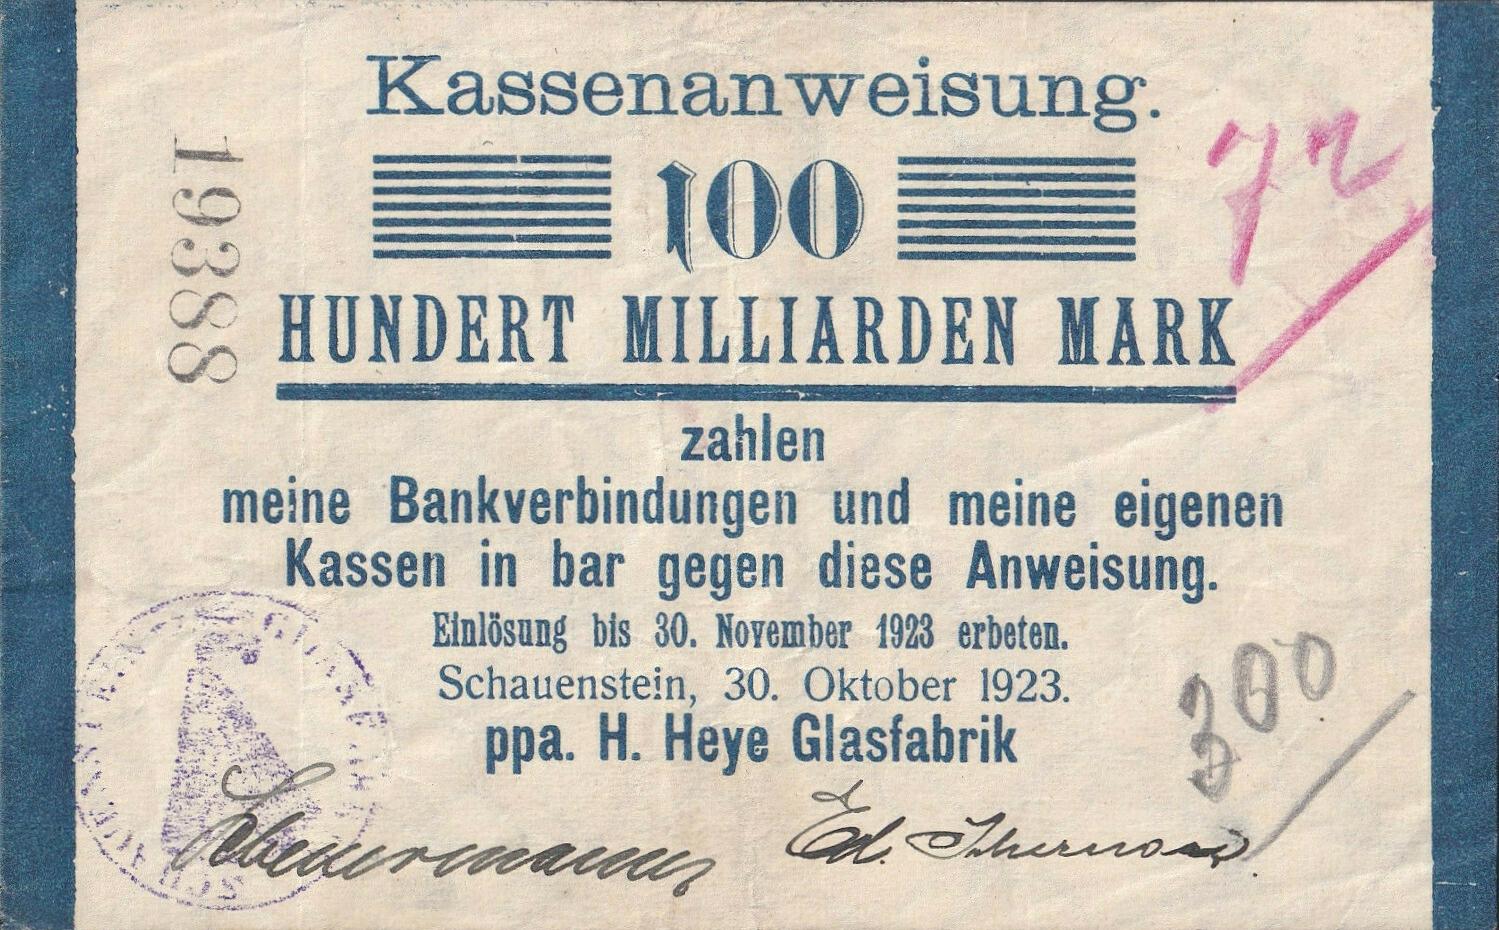 Kassenanweisung.
100
HUNDERT MILLIARDEN MARK
zahlen
meine Bankverbindungen und meine eigenen
Kassen in bar gegen diese Anweisung.
Einlösung bis 30. November 1923 erbeten.
Schauenstein, 30. Oktober 1923.
ppa. H. Heye Glasfabrik
19388
72
300